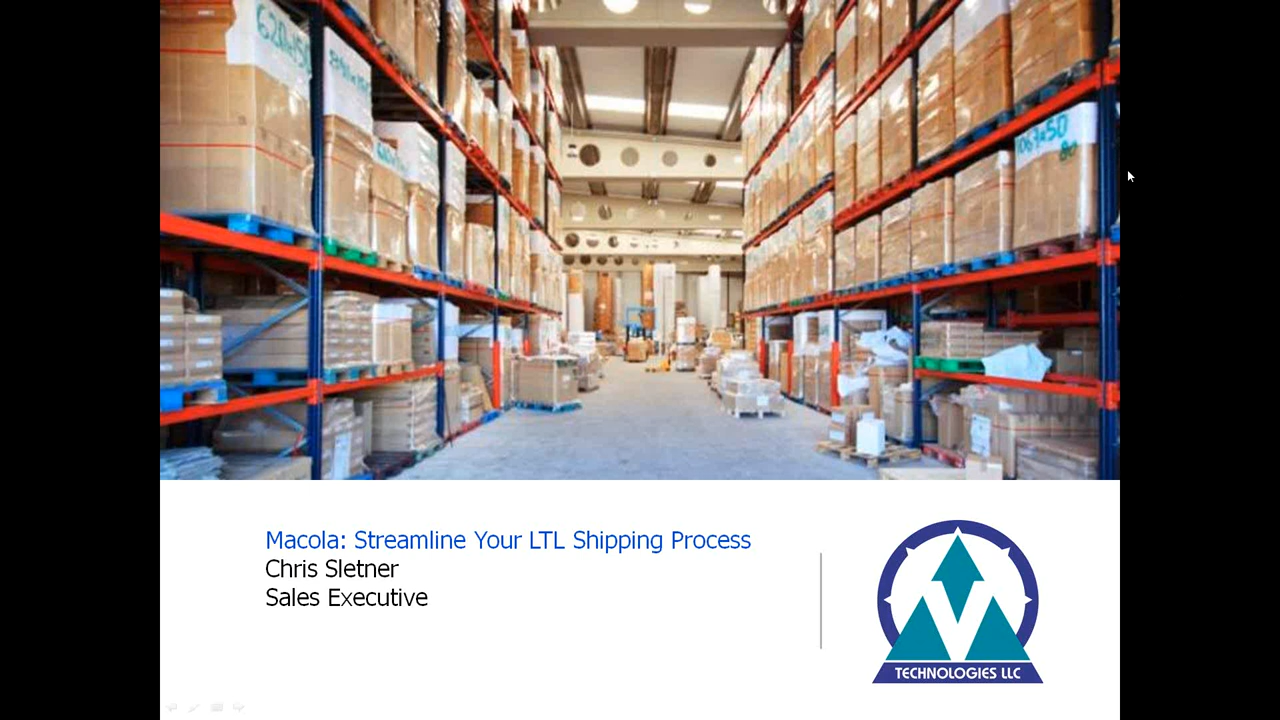 Macola: Streamline Your LTL Shipping Process
Chris Sletner
Sales Executive
TECHNOLOGIES LLC